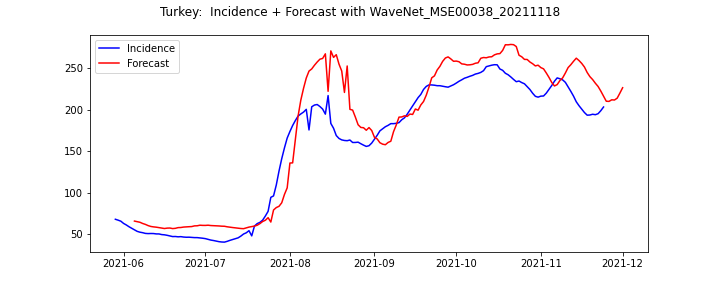 Turkey:  Incidence + Forecast with WaveNet_MSE00038_20211118
Incidence
Forecast
250
200
150
100
50
2021-06 2021-07 2021-08 2021-09 2021-10 2021-11 2021-12